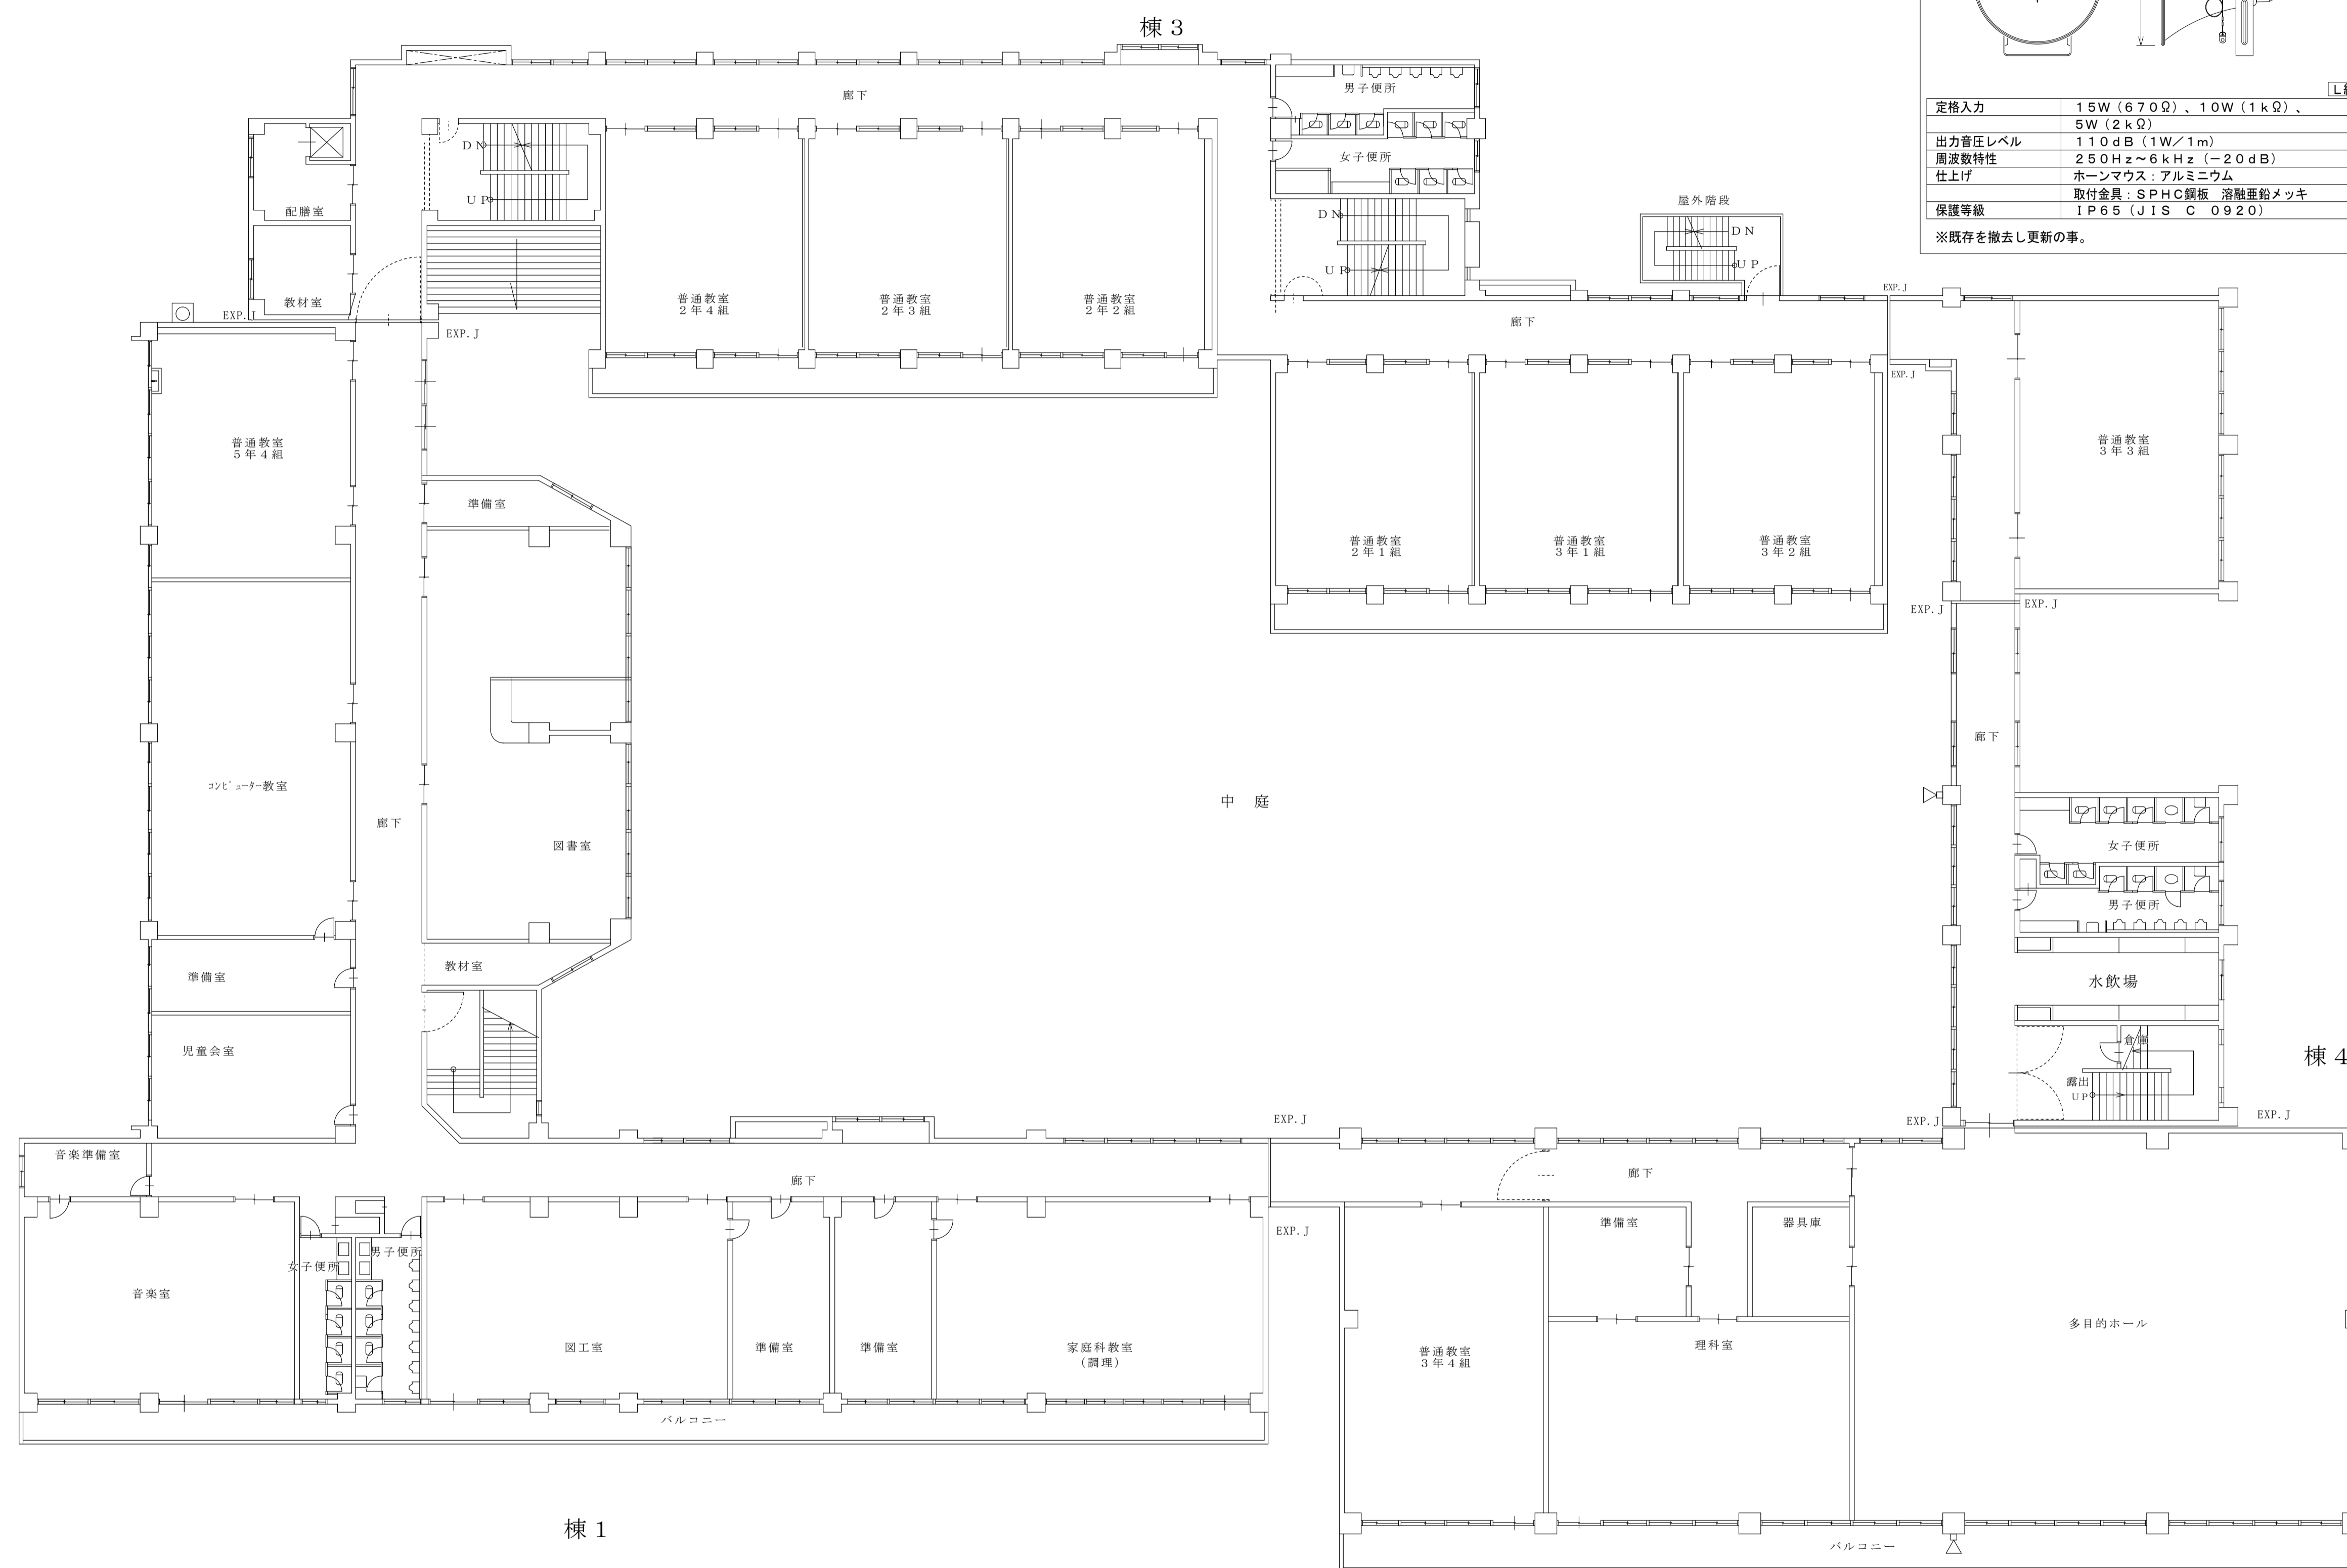 棟３
L級
定格入力 １５Ｗ（６７０Ω）、１０Ｗ（１ｋΩ）、
５Ｗ（２ｋΩ）
出力音圧レベル １１０ｄＢ（１Ｗ／１ｍ）
周波数特性 ２５０Ｈｚ～６ｋＨｚ（－２０ｄＢ）
仕上げ ホーンマウス：アルミニウム
取付金具：ＳＰＨＣ鋼板　溶融亜鉛メッキ
保護等級 ＩＰ６５（ＪＩＳ　Ｃ　０９２０）
※既存を撤去し更新の事。
廊下
男子便所
女子便所
ＤＮ
ＵＰ
配膳室
教材室
屋外階段
ＤＮ
ＵＰ
ＤＮ
ＵＰ
普通教室
２年４組
普通教室
２年３組
普通教室
２年２組
EXP.J
EXP.J
EXP.J
廊下
EXP.J
普通教室
５年４組
普通教室
３年３組
準備室
普通教室
２年１組
普通教室
３年１組
普通教室
３年２組
EXP.J
EXP.J
廊下
ｺﾝﾋﾟｭｰﾀｰ教室
中　庭
廊下
図書室
女子便所
男子便所
教材室
準備室
水飲場
児童会室
倉庫
棟４
露出
ＵＰ
EXP.J
EXP.J
EXP.J
音楽準備室
廊下
廊下
EXP.J
準備室
器具庫
男子便所
女子便所
音楽室
図工室
準備室
準備室
家庭科教室
（調理）
普通教室
３年４組
理科室
多目的ホール
バルコニー
棟１
バルコニー